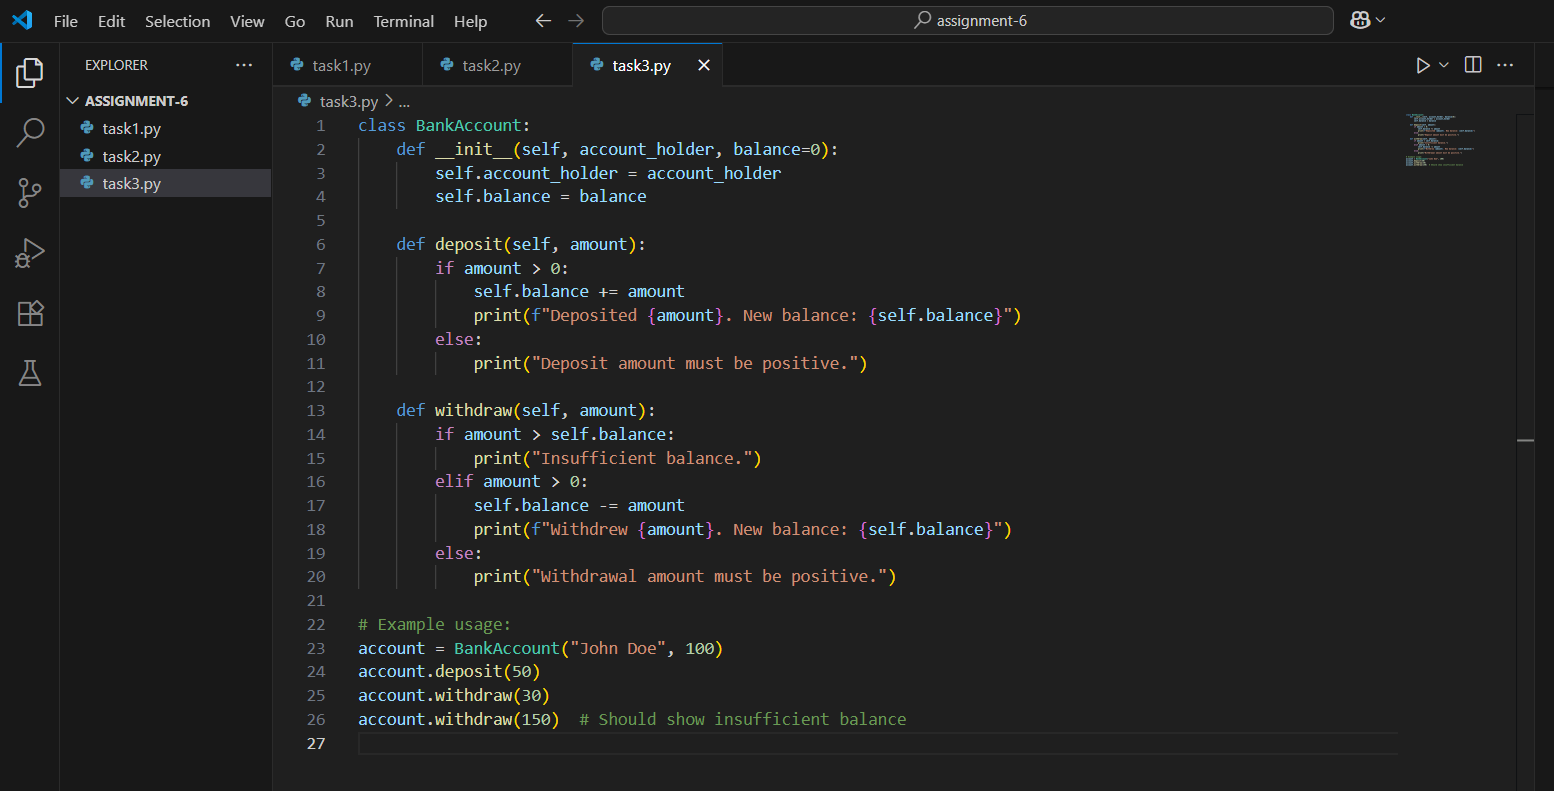 File Edit Selection View Go Run Terminal Help
assignment-6
EXPLORER
ASSIGNMENT-6
task1.py
task2.py
task3.py
task1.py task2.py task3.py
task3.py > ...
1 class BankAccount:
2     def __init__(self, account_holder, balance=0):
3         self.account_holder = account_holder
4         self.balance = balance
5
6     def deposit(self, amount):
7         if amount > 0:
8             self.balance += amount
9             print(f"Deposited {amount}. New balance: {self.balance}")
10         else:
11             print("Deposit amount must be positive.")
12
13     def withdraw(self, amount):
14         if amount > self.balance:
15             print("Insufficient balance.")
16         elif amount > 0:
17             self.balance -= amount
18             print(f"Withdrew {amount}. New balance: {self.balance}")
19         else:
20             print("Withdrawal amount must be positive.")
21
22 # Example usage:
23 account = BankAccount("John Doe", 100)
24 account.deposit(50)
25 account.withdraw(30)
26 account.withdraw(150)  # Should show insufficient balance
27